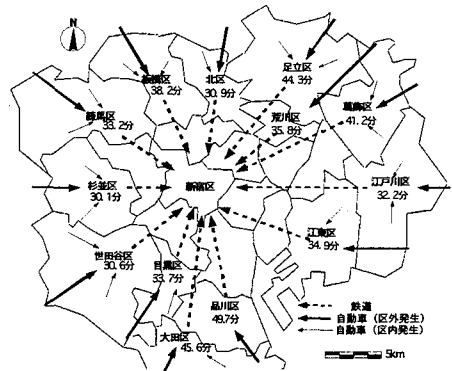 N
板橋区
38.2分
北区
30.9分
足立区
44.3分
練馬区
33.2分
荒川区
35.8分
葛飾区
41.2分
杉並区
30.1分
新宿区
江戸川区
32.2分
世田谷区
30.6分
目黒区
33.7分
江東区
34.9分
品川区
49.7分
大田区
45.6分
鉄道
自動車（区外発生）
自動車（区内発生）
5km